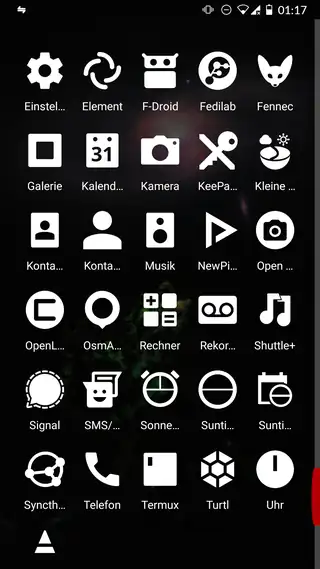 01:17
Einstel... Element F-Droid Fedilab Fennec
31
Galerie Kalend... Kamera KeePa... Kleine ...
Konta... Konta... Musik NewPi... Open ...
OpenL... OsmA... Rechner Rekor... Shuttle+
Signal SMS/... Sonne... Sunti... Sunti...
Syncth... Telefon Termux Turtl Uhr